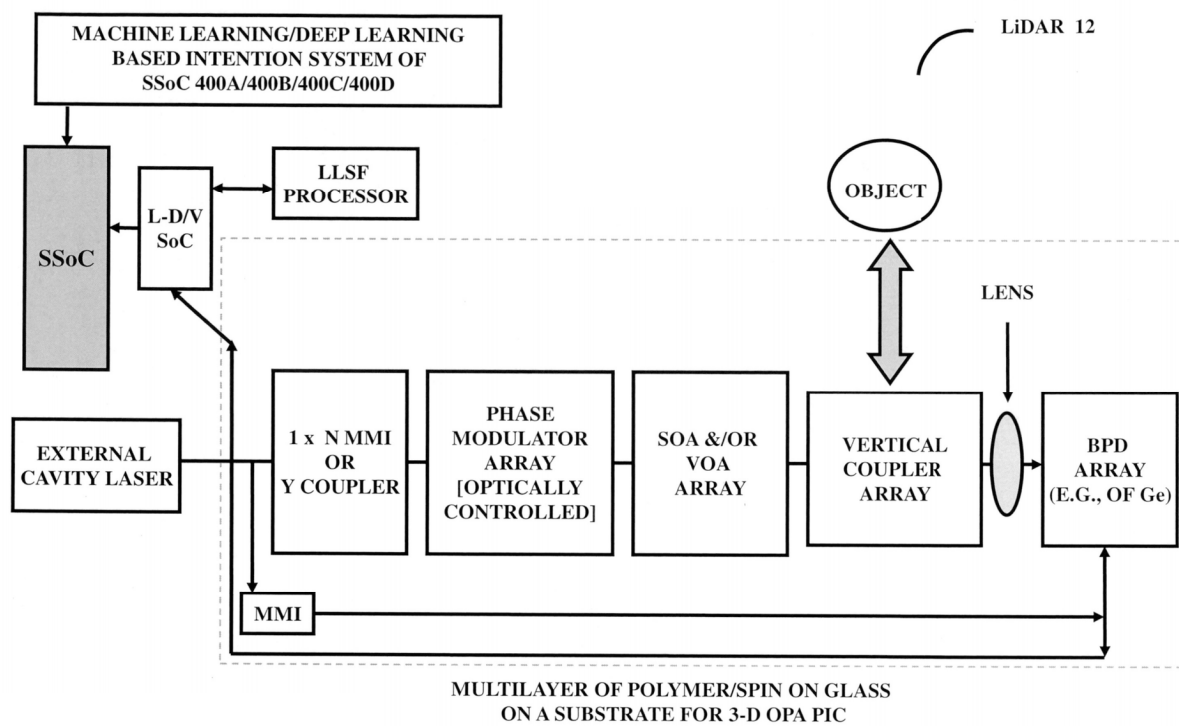 MACHINE LEARNING/DEEP LEARNING
BASED INTENTION SYSTEM OF
SSoC 400A/400B/400C/400D
LiDAR 12
LLSF
PROCESSOR
L-D/V
SoC
SSoC
OBJECT
LENS
EXTERNAL
CAVITY LASER
1 x N MMI
OR
Y COUPLER
PHASE
MODULATOR
ARRAY
[OPTICALLY
CONTROLLED]
SOA &/OR
VOA
ARRAY
VERTICAL
COUPLER
ARRAY
BPD
ARRAY
(E.G., OF Ge)
MMI
MULTILAYER OF POLYMER/SPIN ON GLASS
ON A SUBSTRATE FOR 3-D OPA PIC